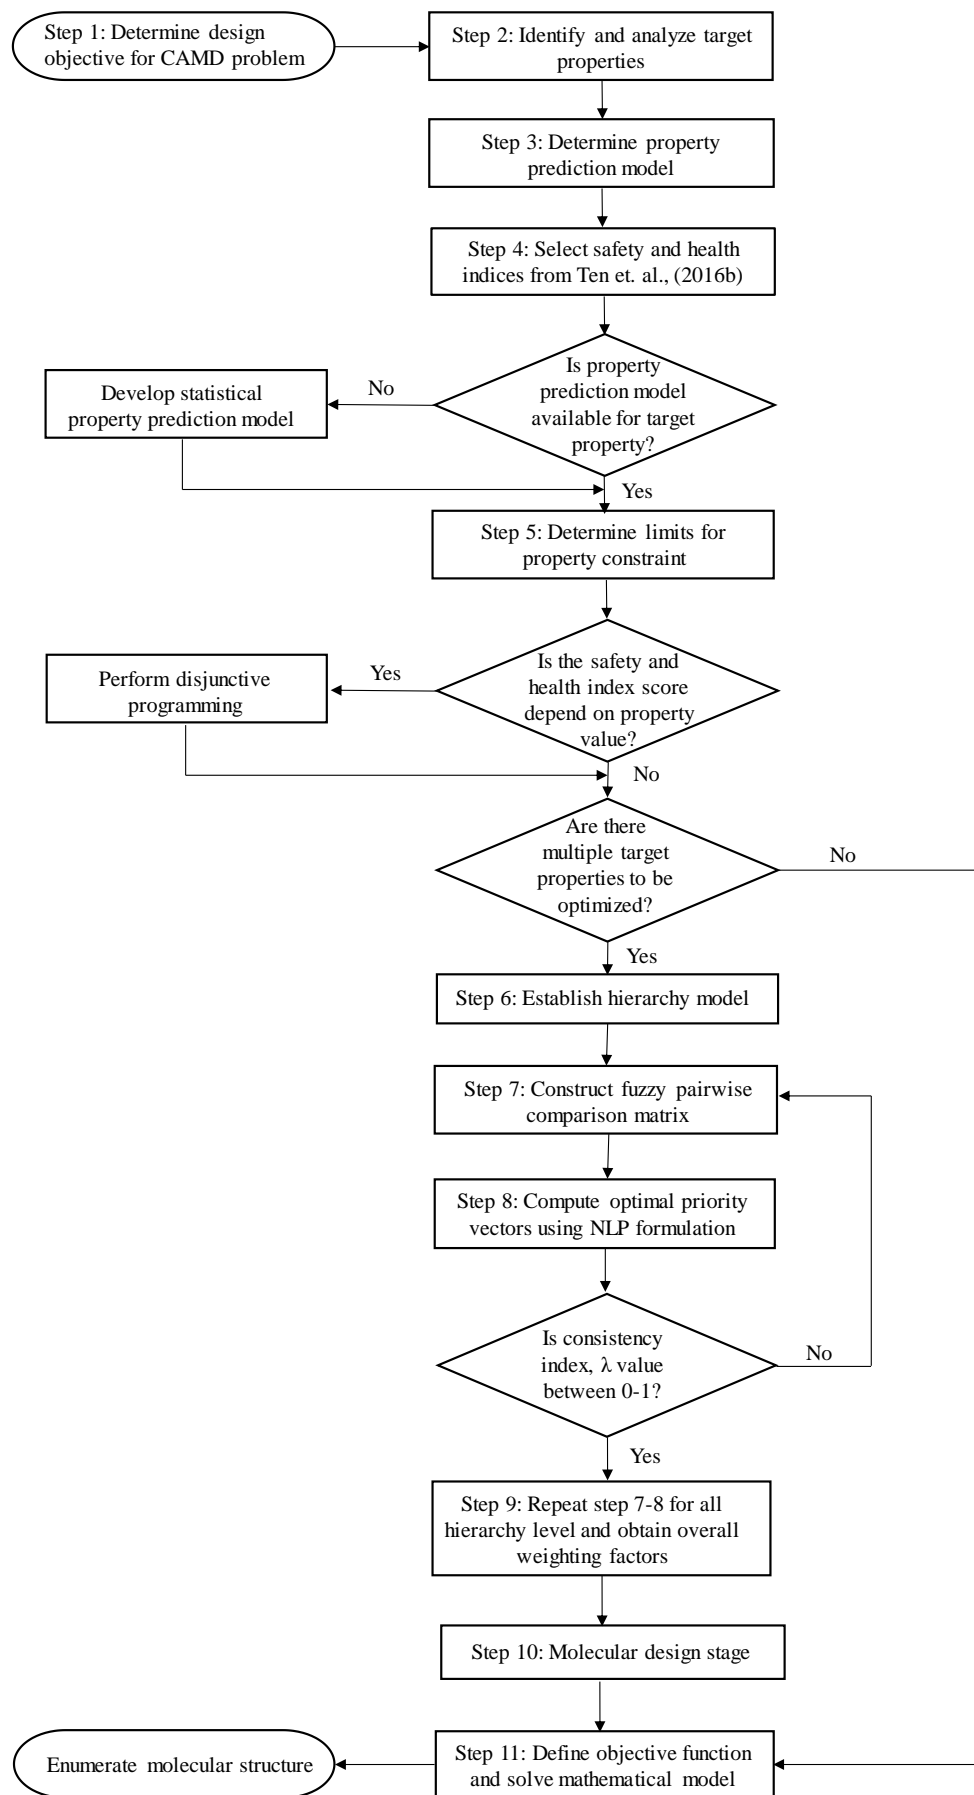 Step 1: Determine design
objective for CAMD problem
Step 2: Identify and analyze target
properties
Step 3: Determine property
prediction model
Step 4: Select safety and health
indices from Ten et. al., (2016b)
Is property
prediction model
available for target
property?
No
Develop statistical
property prediction model
Yes
Step 5: Determine limits for
property constraint
Is the safety and
health index score
depend on property
value?
Yes
Perform disjunctive
programming
No
Are there
multiple target
properties to be
optimized?
No
Yes
Step 6: Establish hierarchy model
Step 7: Construct fuzzy pairwise
comparison matrix
Step 8: Compute optimal priority
vectors using NLP formulation
Is consistency
index, λ value
between 0-1?
No
Yes
Step 9: Repeat step 7-8 for all
hierarchy level and obtain overall
weighting factors
Step 10: Molecular design stage
Step 11: Define objective function
and solve mathematical model
Enumerate molecular structure